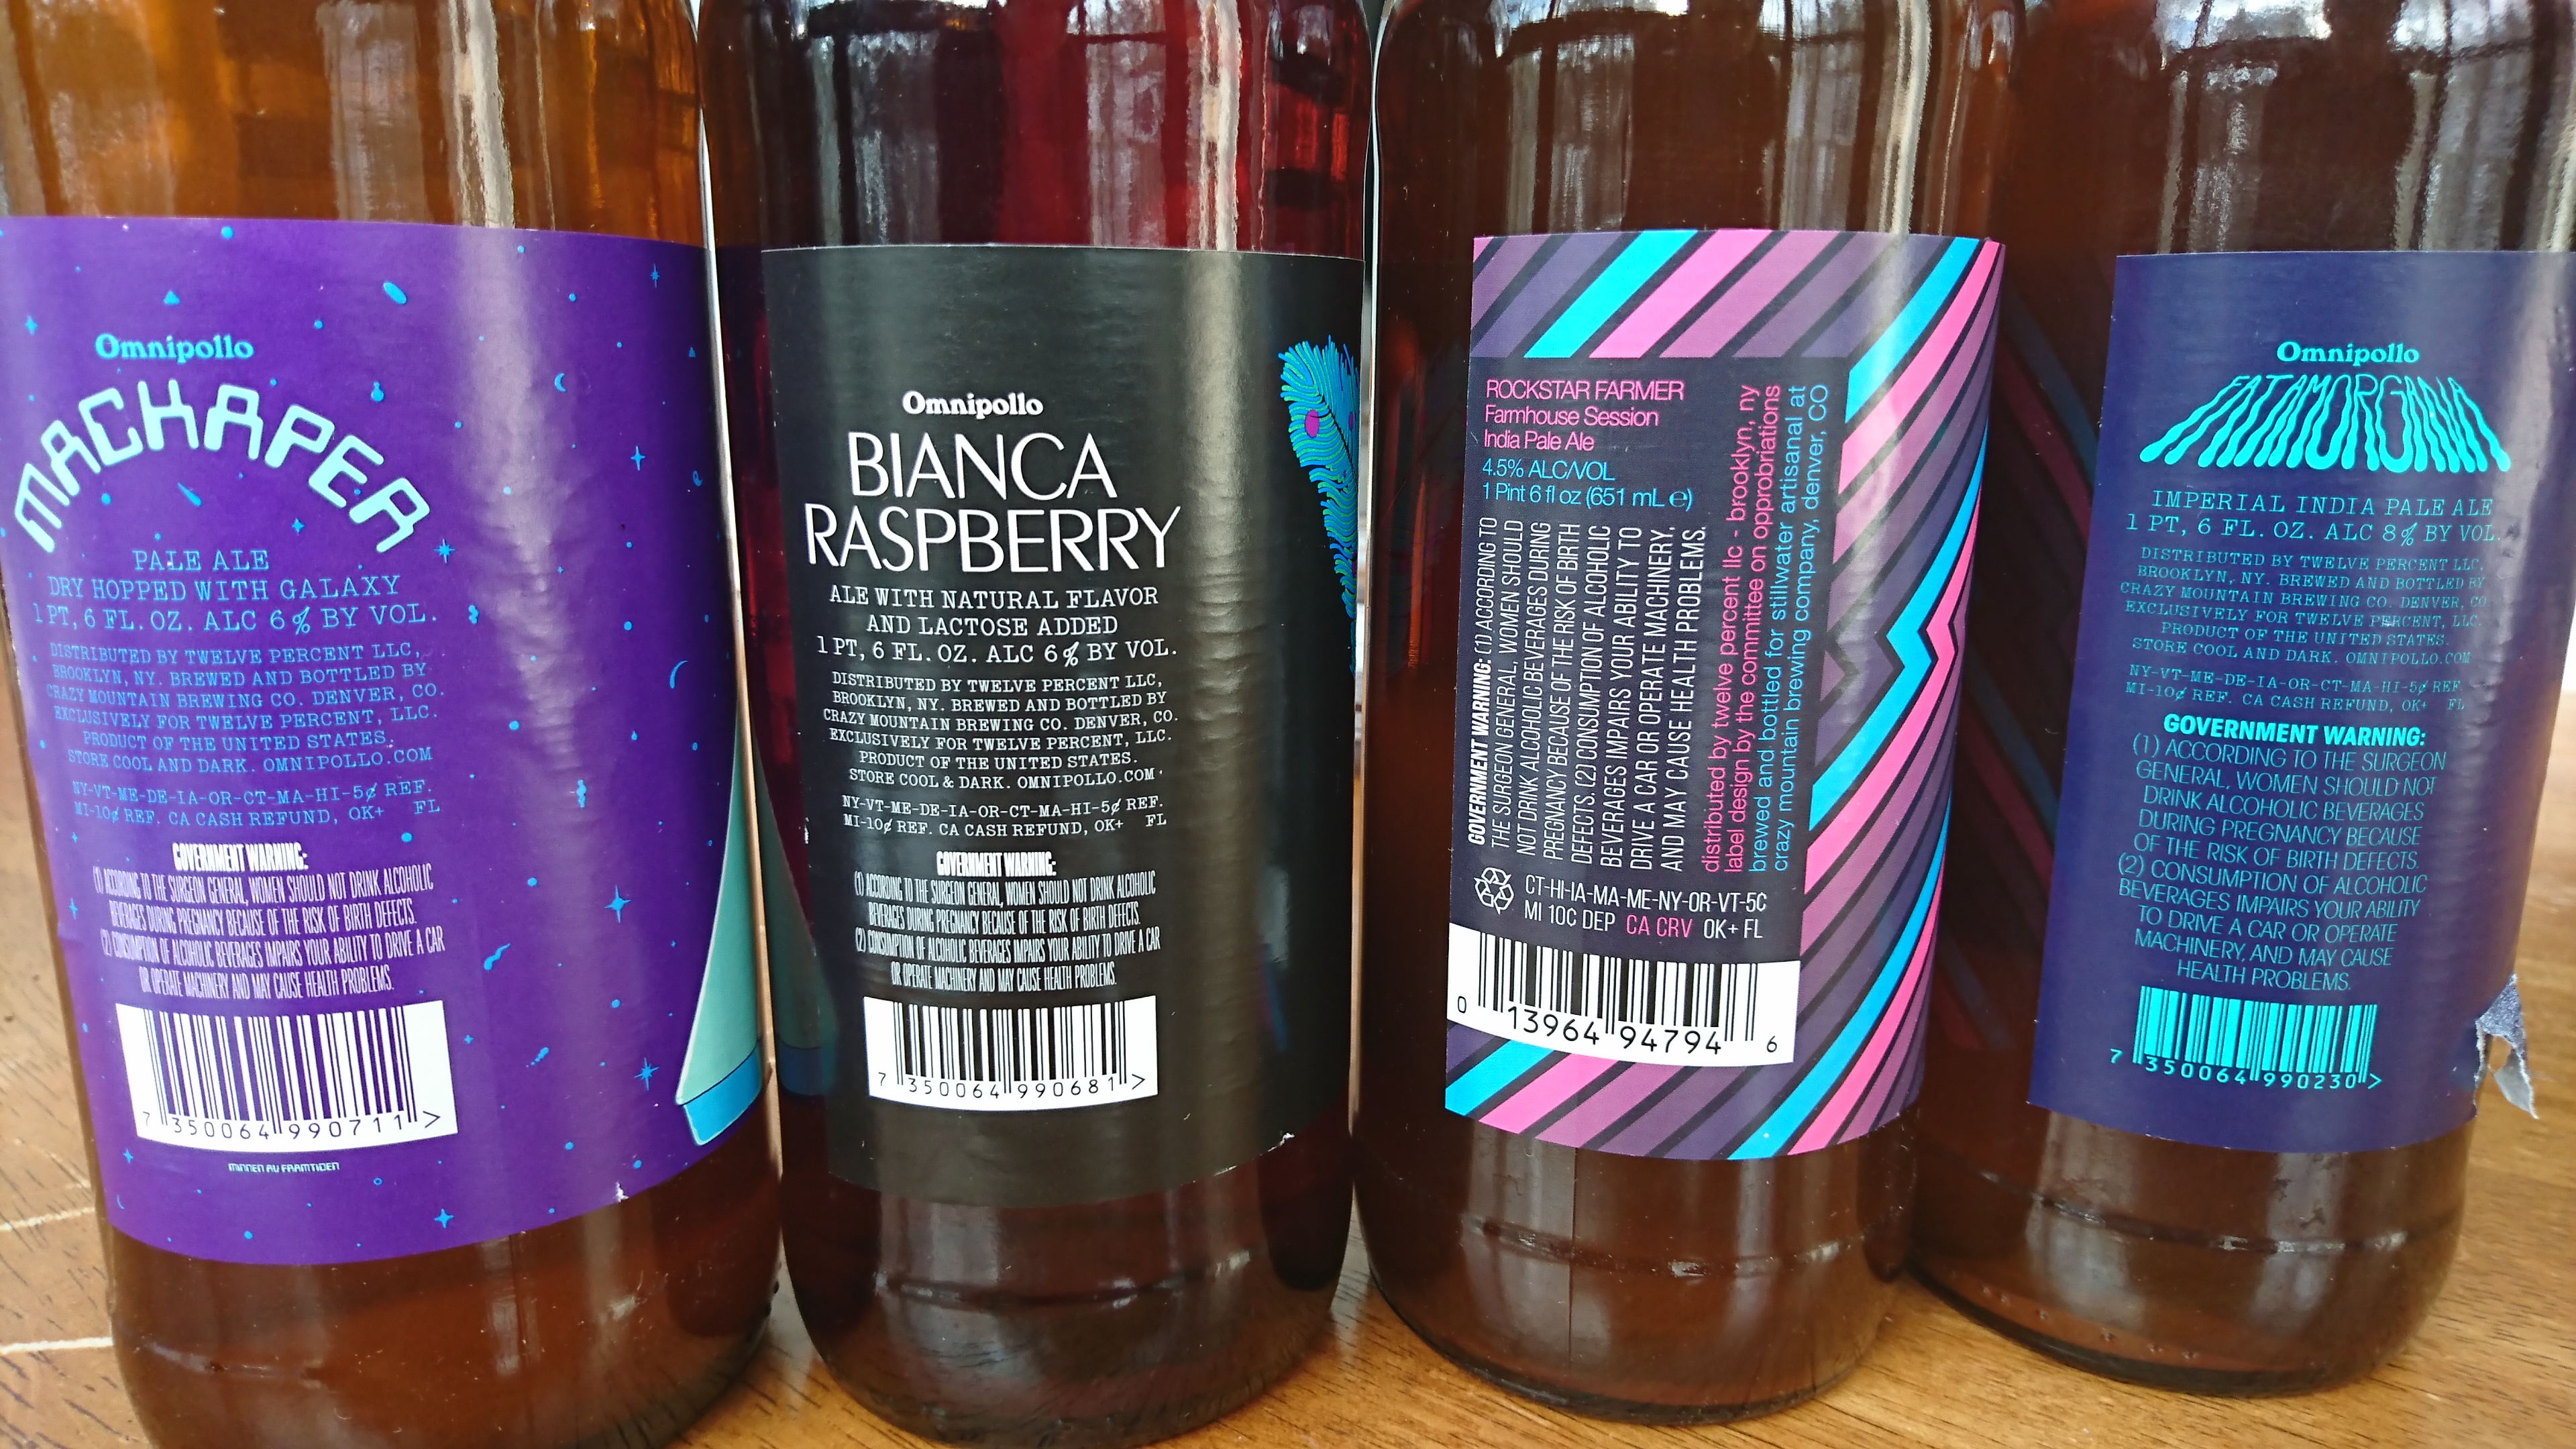 Omnipollo
MACKAPER
PALE ALE
DRY HOPPED WITH GALAXY
1 PT, 6 FL. OZ. ALC 6% BY VOL.
DISTRIBUTED BY TWELVE PERCENT LLC,
BROOKLYN, NY. BREWED AND BOTTLED BY
CRAZY MOUNTAIN BREWING CO. DENVER, CO.
EXCLUSIVELY FOR TWELVE PERCENT, LLC.
PRODUCT OF THE UNITED STATES.
STORE COOL AND DARK. OMNIPOLLO.COM
NY-VT-ME-DE-IA-OR-CT-MA-HI-5¢ REF.
MI-10¢ REF. CA CASH REFUND, OK+ FL
GOVERNMENT WARNING:
(1) ACCORDING TO THE SURGEON GENERAL, WOMEN SHOULD NOT DRINK ALCOHOLIC
BEVERAGES DURING PREGNANCY BECAUSE OF THE RISK OF BIRTH DEFECTS.
(2) CONSUMPTION OF ALCOHOLIC BEVERAGES IMPAIRS YOUR ABILITY TO DRIVE A CAR
OR OPERATE MACHINERY AND MAY CAUSE HEALTH PROBLEMS.
7 350064 990711 >
MINNEN AV FRAMTIDEN
Omnipollo
BIANCA
RASPBERRY
ALE WITH NATURAL FLAVOR
AND LACTOSE ADDED
1 PT, 6 FL. OZ. ALC 6% BY VOL.
DISTRIBUTED BY TWELVE PERCENT LLC,
BROOKLYN, NY. BREWED AND BOTTLED BY
CRAZY MOUNTAIN BREWING CO. DENVER, CO.
EXCLUSIVELY FOR TWELVE PERCENT, LLC.
PRODUCT OF THE UNITED STATES.
STORE COOL & DARK. OMNIPOLLO.COM
NY-VT-ME-DE-IA-OR-CT-MA-HI-5¢ REF.
MI-10¢ REF. CA CASH REFUND, OK+ FL
GOVERNMENT WARNING:
(1) ACCORDING TO THE SURGEON GENERAL, WOMEN SHOULD NOT DRINK ALCOHOLIC
BEVERAGES DURING PREGNANCY BECAUSE OF THE RISK OF BIRTH DEFECTS.
(2) CONSUMPTION OF ALCOHOLIC BEVERAGES IMPAIRS YOUR ABILITY TO DRIVE A CAR
OR OPERATE MACHINERY AND MAY CAUSE HEALTH PROBLEMS.
7 350064 990681 >
ROCKSTAR FARMER
Farmhouse Session
India Pale Ale
4.5% ALC/VOL
1 Pint 6 fl oz (651 mL ℮)
GOVERNMENT WARNING: (1) ACCORDING TO
THE SURGEON GENERAL, WOMEN SHOULD
NOT DRINK ALCOHOLIC BEVERAGES DURING
PREGNANCY BECAUSE OF THE RISK OF BIRTH
DEFECTS. (2) CONSUMPTION OF ALCOHOLIC
BEVERAGES IMPAIRS YOUR ABILITY TO
DRIVE A CAR OR OPERATE MACHINERY,
AND MAY CAUSE HEALTH PROBLEMS.
distributed by twelve percent llc - brooklyn, ny
label design by the committee on opprobriations
brewed and bottled for stillwater artisanal at
crazy mountain brewing company, denver, CO
CT-HI-IA-MA-ME-NY-OR-VT-5¢
MI 10¢ DEP CA CRV OK+ FL
0 13964 94794 6
Omnipollo
FATAMORGANA
IMPERIAL INDIA PALE ALE
1 PT, 6 FL. OZ. ALC 8% BY VOL.
DISTRIBUTED BY TWELVE PERCENT LLC,
BROOKLYN, NY. BREWED AND BOTTLED BY
CRAZY MOUNTAIN BREWING CO. DENVER, CO.
EXCLUSIVELY FOR TWELVE PERCENT, LLC.
PRODUCT OF THE UNITED STATES.
STORE COOL AND DARK. OMNIPOLLO.COM
NY-VT-ME-DE-IA-OR-CT-MA-HI-5¢ REF.
MI-10¢ REF. CA CASH REFUND, OK+ FL
GOVERNMENT WARNING:
(1) ACCORDING TO THE SURGEON
GENERAL, WOMEN SHOULD NOT
DRINK ALCOHOLIC BEVERAGES
DURING PREGNANCY BECAUSE
OF THE RISK OF BIRTH DEFECTS.
(2) CONSUMPTION OF ALCOHOLIC
BEVERAGES IMPAIRS YOUR ABILITY
TO DRIVE A CAR OR OPERATE
MACHINERY, AND MAY CAUSE
HEALTH PROBLEMS.
7 350064 990230 >